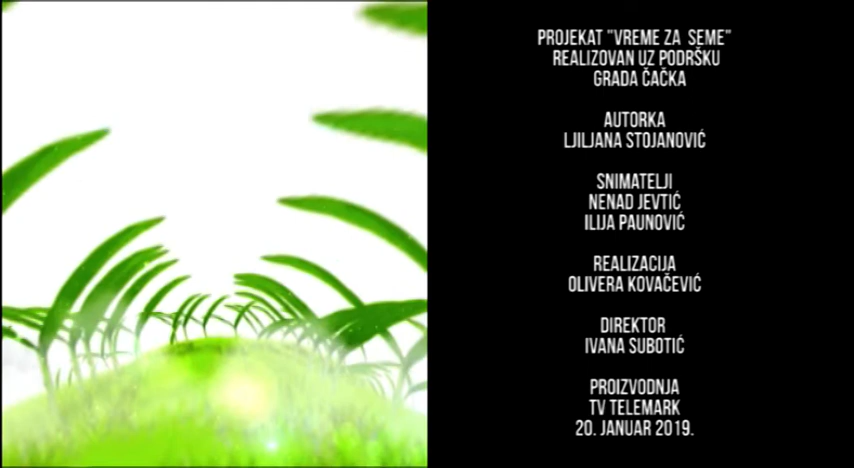 PROJEKAT "VREME ZA SEME"
REALIZOVAN UZ PODRŠKU
GRADA ČAČKA
AUTORKA
LJILJANA STOJANOVIĆ
SNIMATELJI
NENAD JEVTIĆ
ILIJA PAUNOVIĆ
REALIZACIJA
OLIVERA KOVAČEVIĆ
DIREKTOR
IVANA SUBOTIĆ
PROIZVODNJA
TV TELEMARK
20. JANUAR 2019.